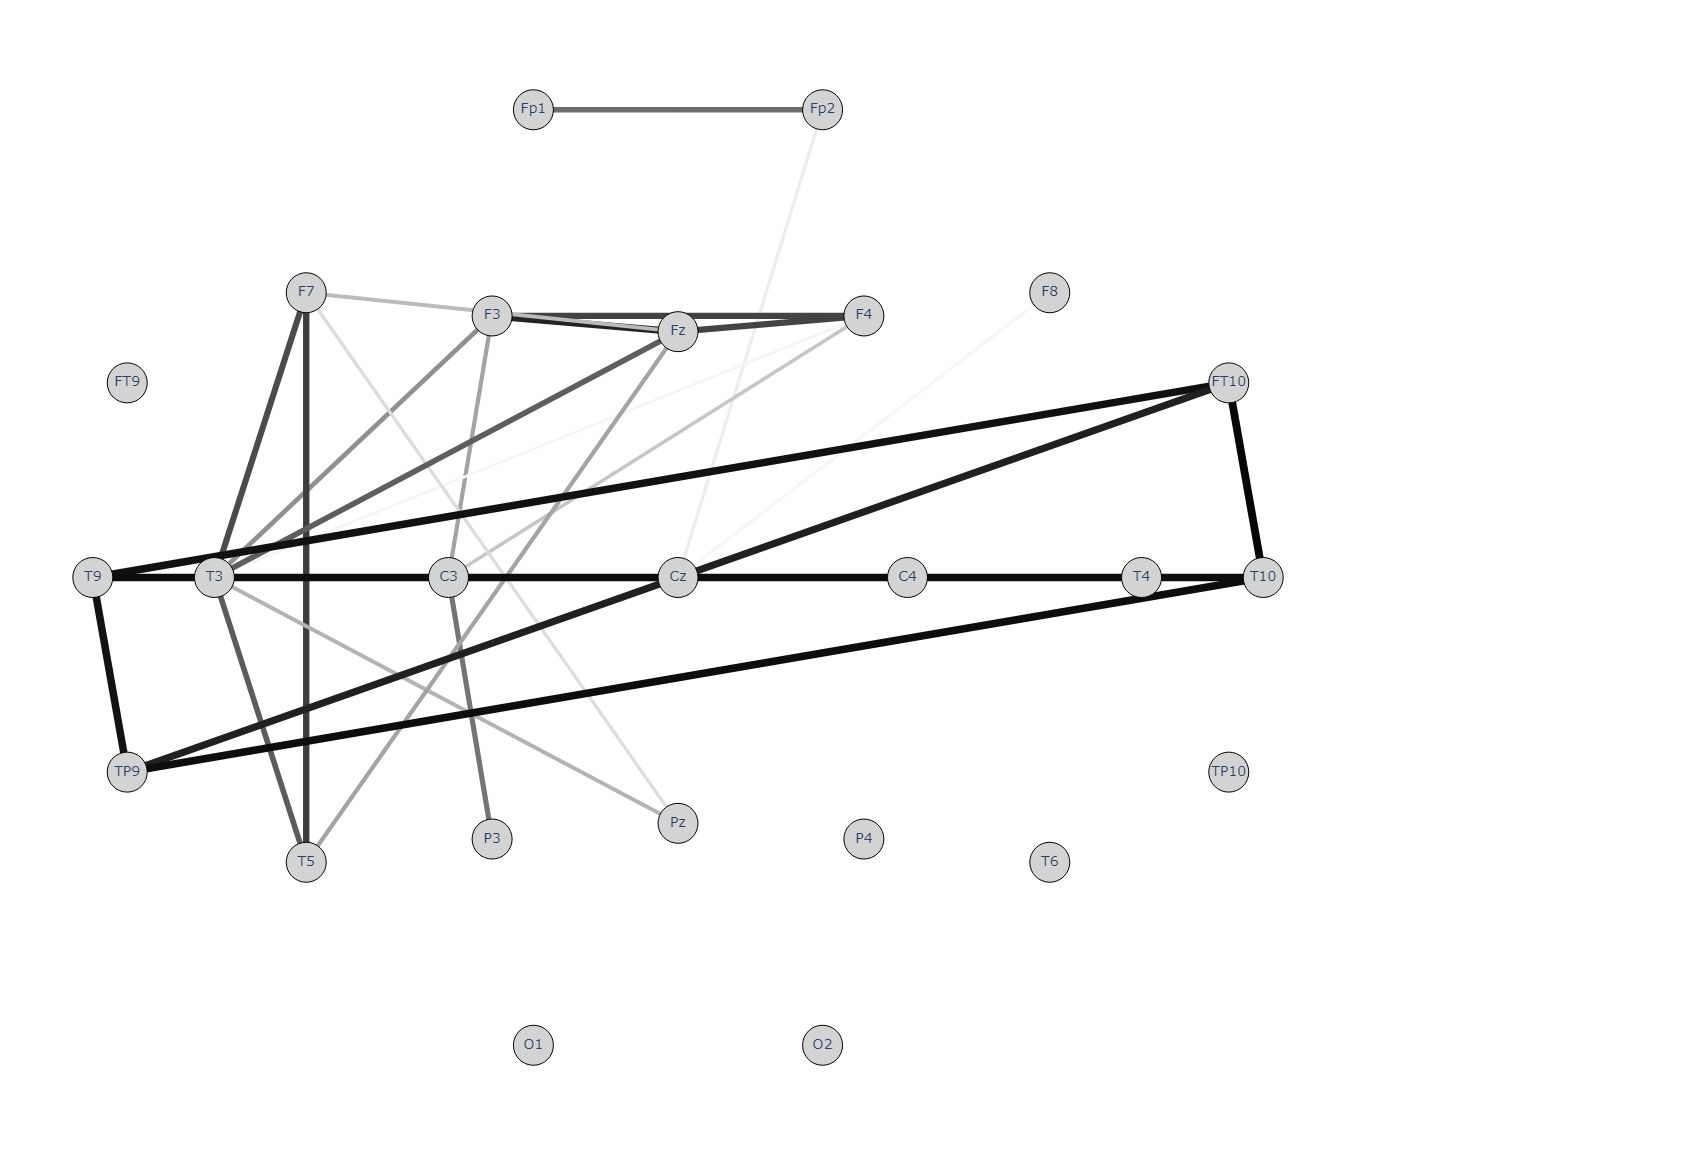 Fp1 Fp2
F7 F3 Fz F4 F8
FT9 FT10
T9 T3 C3 Cz C4 T4 T10
TP9 TP10
T5 P3 Pz P4 T6
O1 O2